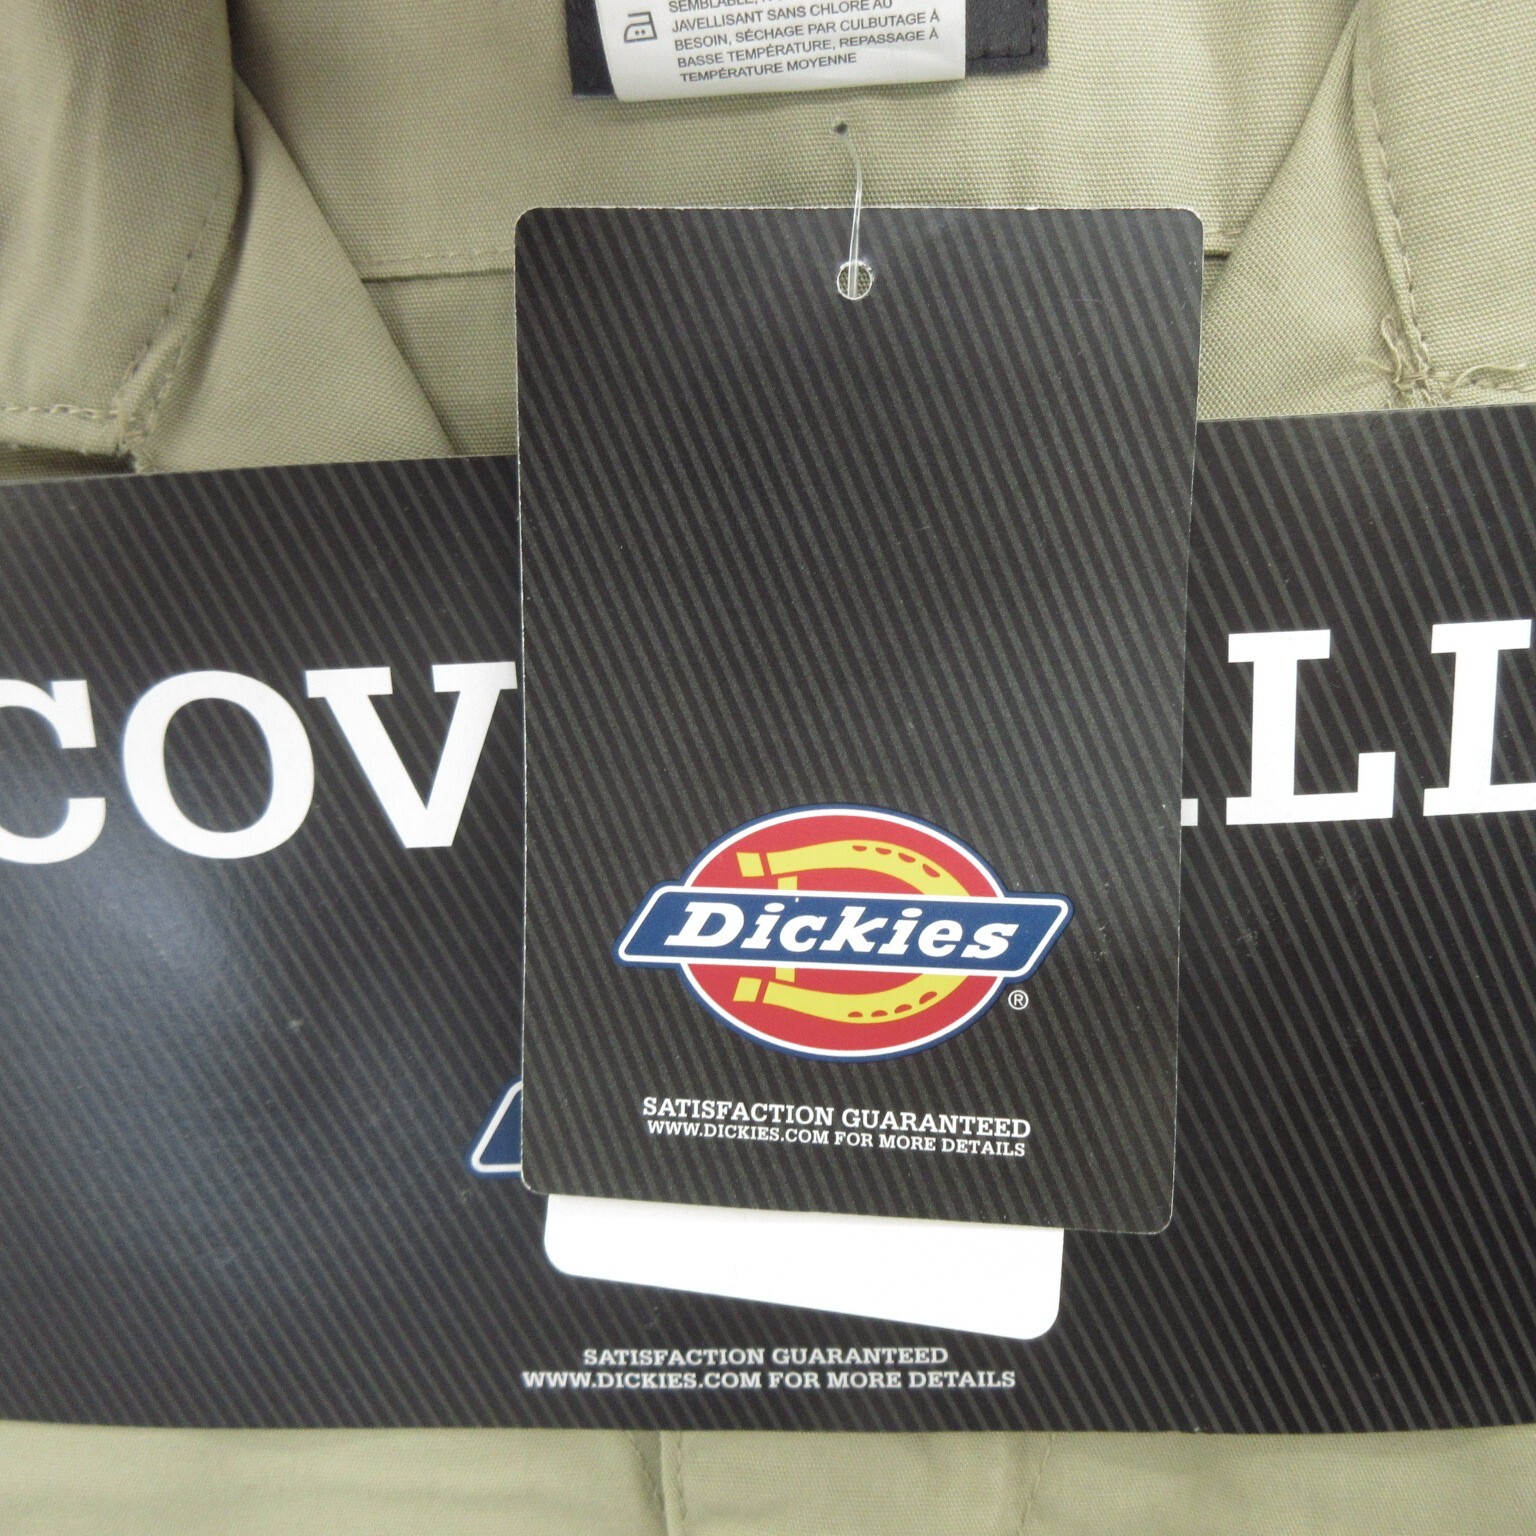 SEMBLABLE,
JAVELLISANT SANS CHLORE AU
BESOIN, SÉCHAGE PAR CULBUTAGE À
BASSE TEMPÉRATURE, REPASSAGE À
TEMPÉRATURE MOYENNE
COV LL
Dickies
®
SATISFACTION GUARANTEED
WWW.DICKIES.COM FOR MORE DETAILS
SATISFACTION GUARANTEED
WWW.DICKIES.COM FOR MORE DETAILS